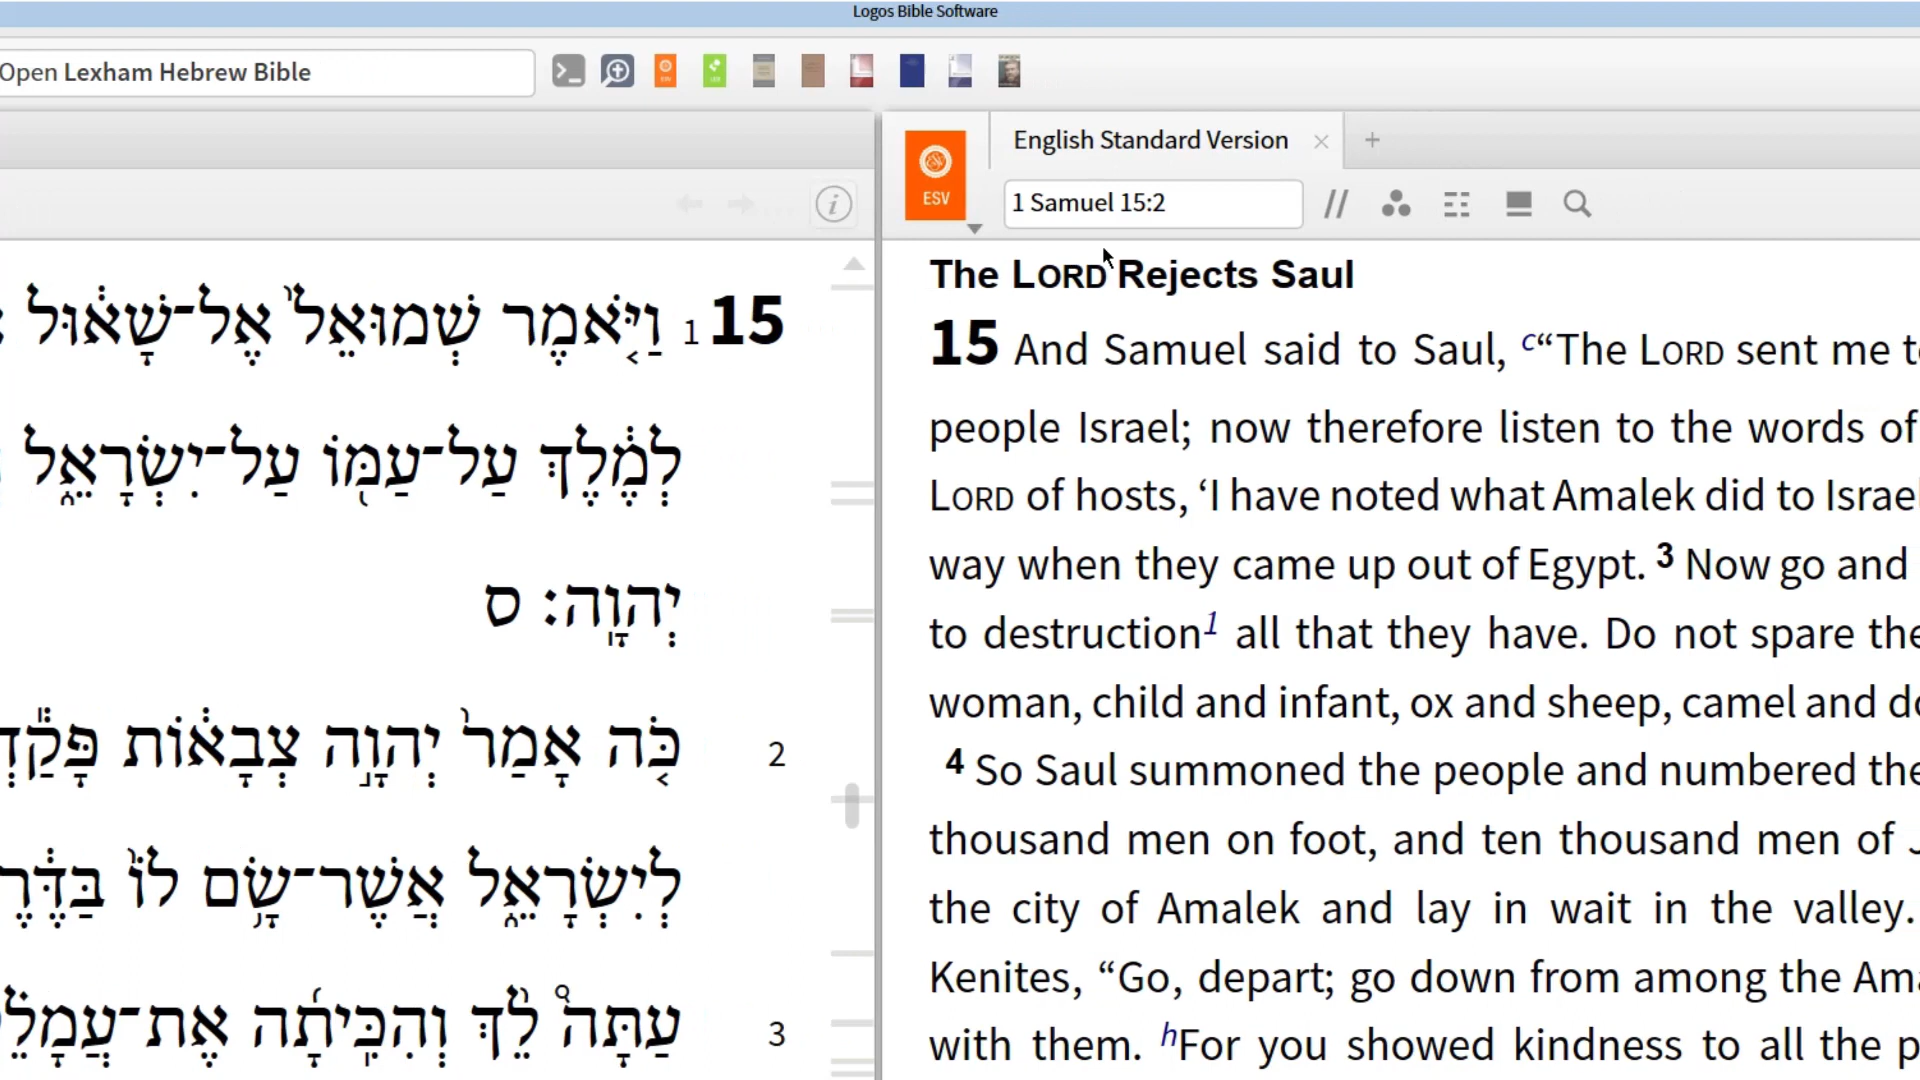 Logos Bible Software
Open Lexham Hebrew Bible
English Standard Version
ESV
1 Samuel 15:2
15 1 וַיֹּ֤אמֶר שְׁמוּאֵל֙ אֶל־שָׁא֔וּל
לְמֶ֔לֶךְ עַל־עַמּ֖וֹ עַל־יִשְׂרָאֵ֑ל
יְהוָֽה׃ ס
2 כֹּ֤ה אָמַר֙ יְהוָ֣ה צְבָא֔וֹת
לְיִשְׂרָאֵ֑ל אֲשֶׁר־שָׂ֥ם לוֹ֙
3 עַתָּה֩ לֵ֨ךְ וְהִכִּֽיתָ֜ה
The LORD Rejects Saul
15 And Samuel said to Saul, c“The LORD sent me
people Israel; now therefore listen to the words of
LORD of hosts, ‘I have noted what Amalek did to Israel
way when they came up out of Egypt. 3 Now go and
to destruction1 all that they have. Do not spare
woman, child and infant, ox and sheep, camel and
4 So Saul summoned the people and numbered
thousand men on foot, and ten thousand men of
the city of Amalek and lay in wait in the valley.
Kenites, “Go, depart; go down from among the
with them. hFor you showed kindness to all the